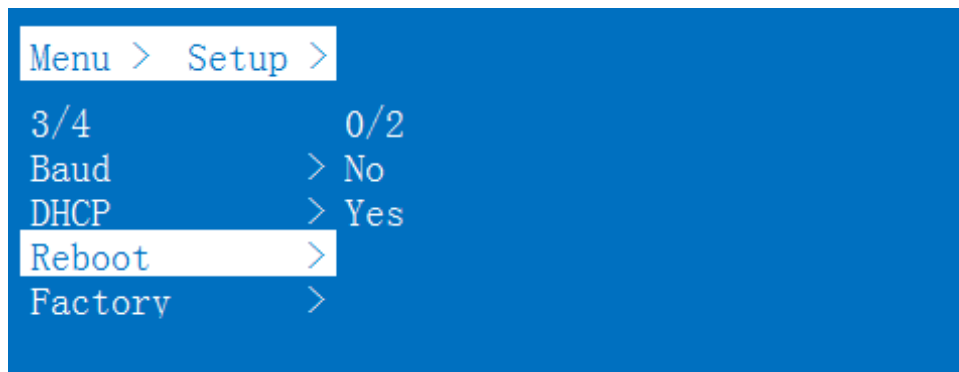 Menu > Setup >
3/4 0/2
Baud > No
DHCP > Yes
Reboot >
Factory >